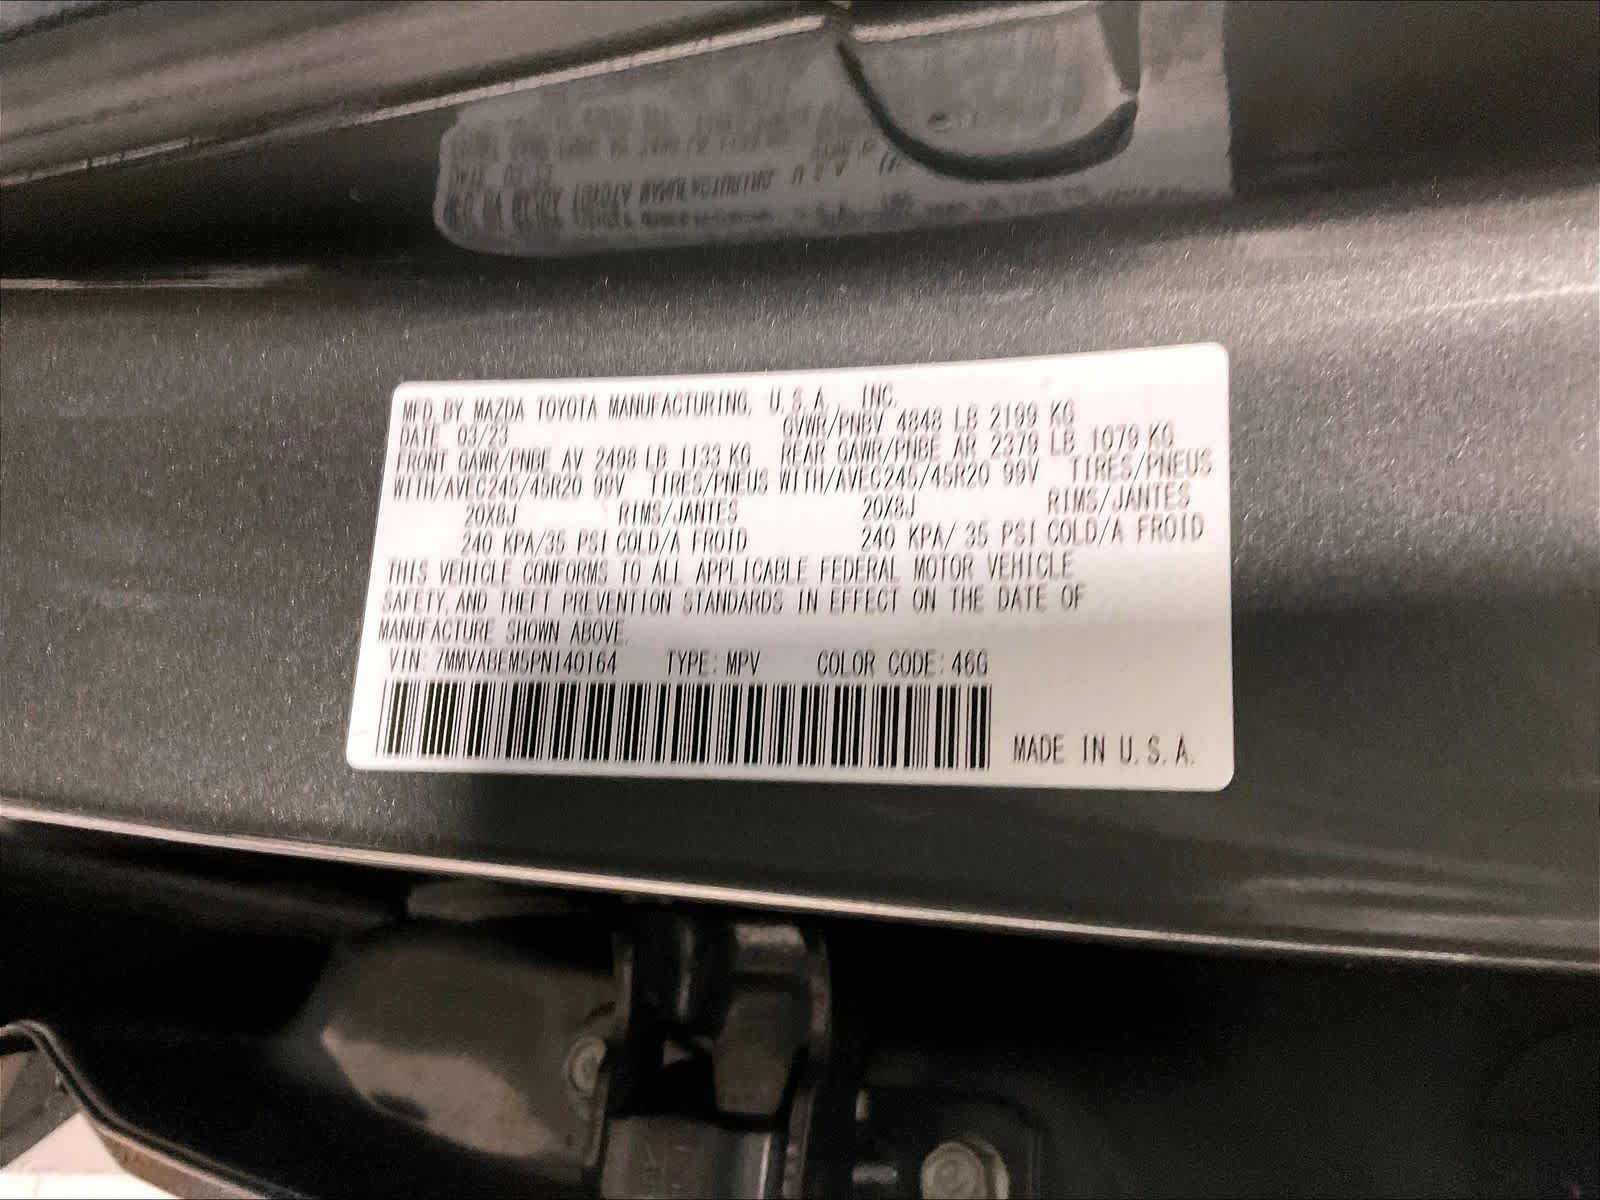 MFD. BY MAZDA TOYOTA MANUFACTURING, U.S.A. INC.
DATE 03/23 GVWR/PNBV 4848 LB 2199 KG
FRONT GAWR/PNBE AV 2498 LB 1133 KG REAR GAWR/PNBE AR 2379 LB 1079 KG
WITH/AVEC245/45R20 99V TIRES/PNEUS WITH/AVEC245/45R20 99V TIRES/PNEUS
20X8J RIMS/JANTES 20X8J RIMS/JANTES
240 KPA/35 PSI COLD/A FROID 240 KPA/ 35 PSI COLD/A FROID
THIS VEHICLE CONFORMS TO ALL APPLICABLE FEDERAL MOTOR VEHICLE
SAFETY, AND THEFT PREVENTION STANDARDS IN EFFECT ON THE DATE OF
MANUFACTURE SHOWN ABOVE.
VIN: 7MMVABEM5PN140164 TYPE: MPV COLOR CODE: 46G
MADE IN U.S.A.